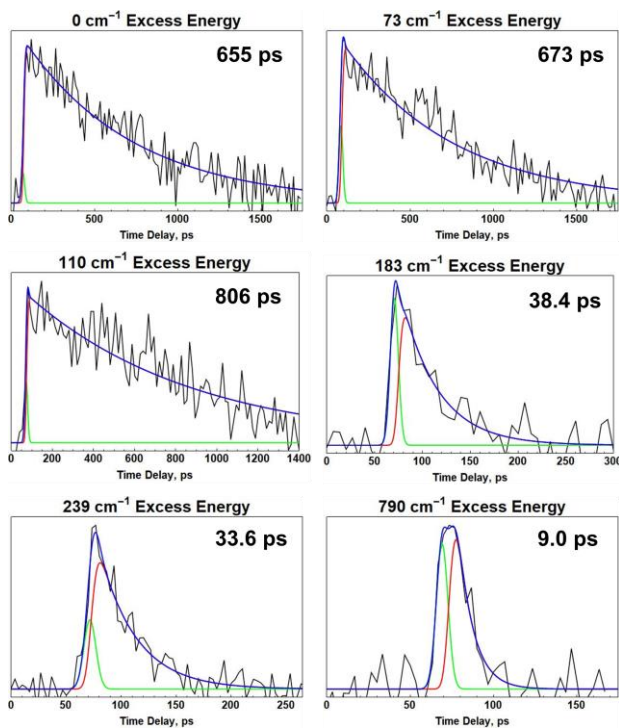 0 cm⁻¹ Excess Energy
655 ps
0 500 1000 1500
Time Delay, ps
73 cm⁻¹ Excess Energy
673 ps
0 500 1000 1500
Time Delay, ps
110 cm⁻¹ Excess Energy
806 ps
0 200 400 600 800 1000 1200 1400
Time Delay, ps
183 cm⁻¹ Excess Energy
38.4 ps
0 50 100 150 200 250 300
Time Delay, ps
239 cm⁻¹ Excess Energy
33.6 ps
0 50 100 150 200 250
Time Delay, ps
790 cm⁻¹ Excess Energy
9.0 ps
0 50 100 150
Time Delay, ps